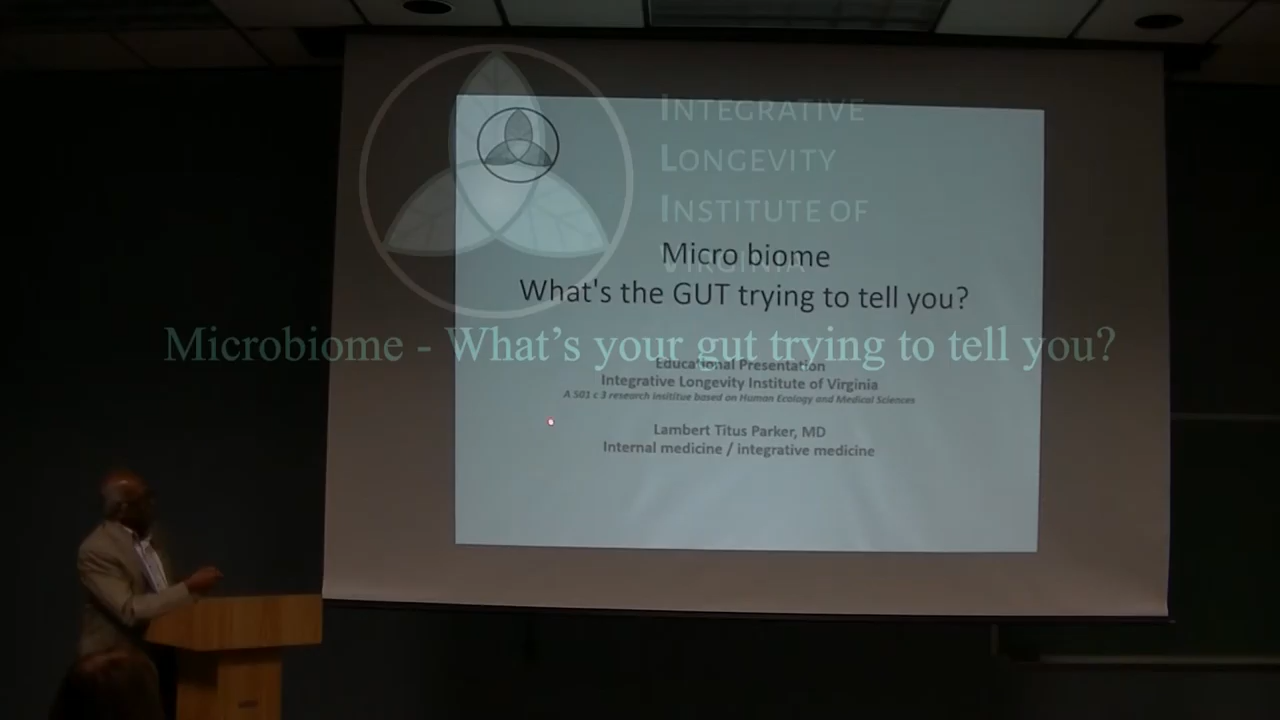 INTEGRATIVE
LONGEVITY
INSTITUTE OF
VIRGINIA
Micro biome
What's the GUT trying to tell you?
Microbiome - What’s your gut trying to tell you?
Educational Presentation
Integrative Longevity Institute of Virginia
A 501 c 3 research insititue based on Human Ecology and Medical Sciences
Lambert Titus Parker, MD
Internal medicine / integrative medicine